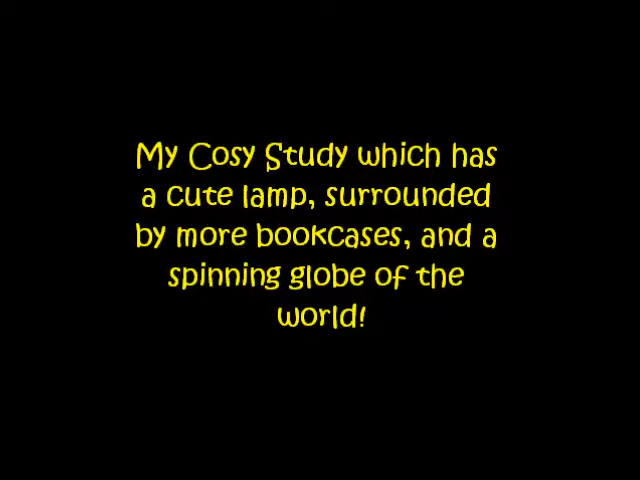 My Cosy Study which has
a cute lamp, surrounded
by more bookcases, and a
spinning globe of the
world!